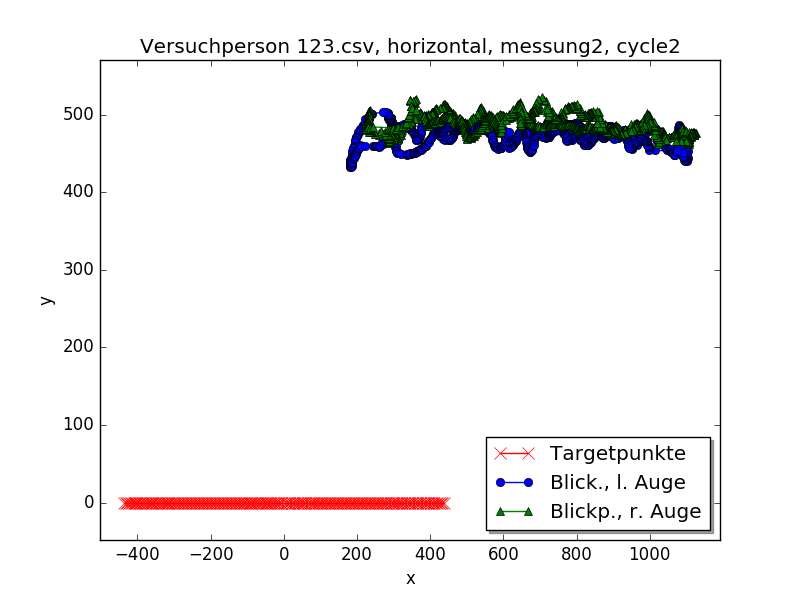 Versuchperson 123.csv, horizontal, messung2, cycle2
y
500
400
300
200
100
0
Targetpunkte
Blick., l. Auge
Blickp., r. Auge
−400 −200 0 200 400 600 800 1000
x